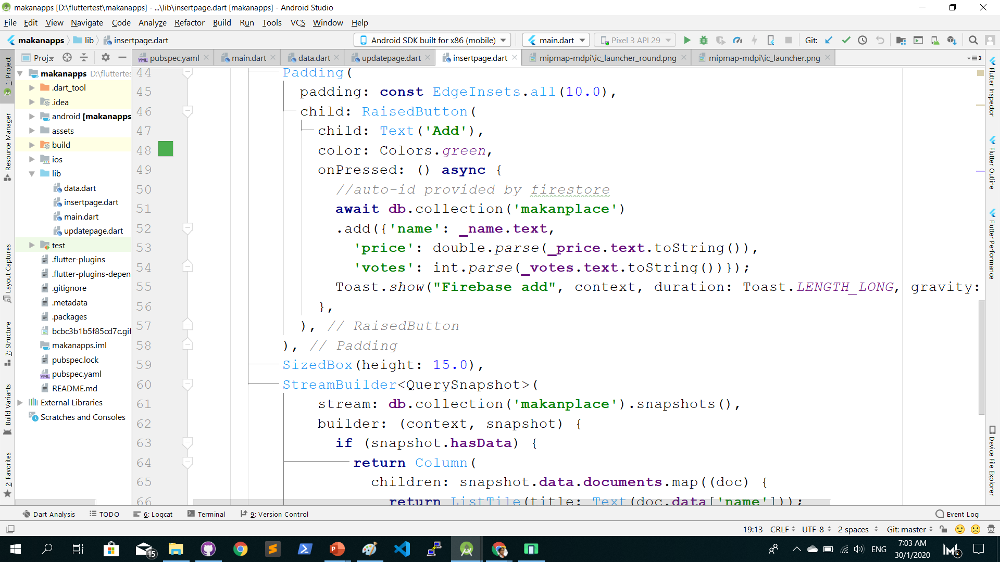 makanapps [D:\fluttertest\makanapps] - ...\lib\insertpage.dart [makanapps] - Android Studio
File Edit View Navigate Code Analyze Refactor Build Run Tools VCS Window Help
makanapps lib insertpage.dart Android SDK built for x86 (mobile) main.dart Pixel 3 API 29 Git:
Proj... pubspec.yaml main.dart data.dart updatepage.dart insertpage.dart mipmap-mdpi\ic_launcher_round.png mipmap-mdpi\ic_launcher.png 3
1: Project
Resource Manager
Layout Captures
7: Structure
Build Variants
2: Favorites
makanapps D:\fluttertes
.dart_tool
.idea
android [makanapps
assets
build
ios
lib
data.dart
insertpage.dart
main.dart
updatepage.dart
test
.flutter-plugins
.flutter-plugins-depen
.gitignore
.metadata
.packages
bcbc3b1b5f85cd7c.gif
makanapps.iml
pubspec.lock
pubspec.yaml
README.md
External Libraries
Scratches and Consoles
44 Padding(
45 padding: const EdgeInsets.all(10.0),
46 child: RaisedButton(
47 child: Text('Add'),
48 color: Colors.green,
49 onPressed: () async {
50 //auto-id provided by firestore
51 await db.collection('makanplace')
52 .add({'name': _name.text,
53 'price': double.parse(_price.text.toString()),
54 'votes': int.parse(_votes.text.toString())});
55 Toast.show("Firebase add", context, duration: Toast.LENGTH_LONG, gravity:
56 },
57 ), // RaisedButton
58 ), // Padding
59 SizedBox(height: 15.0),
60 StreamBuilder<QuerySnapshot>(
61 stream: db.collection('makanplace').snapshots(),
62 builder: (context, snapshot) {
63 if (snapshot.hasData) {
64 return Column(
65 children: snapshot.data.documents.map((doc) {
66 return ListTile(title: Text(doc.data['name']));
Flutter Inspector
Flutter Outline
Flutter Performance
Device File Explorer
Dart Analysis TODO 6: Logcat Terminal 9: Version Control Event Log
19:13 CRLF UTF-8 2 spaces Git: master
15 ENG 7:03 AM 2
30/1/2020